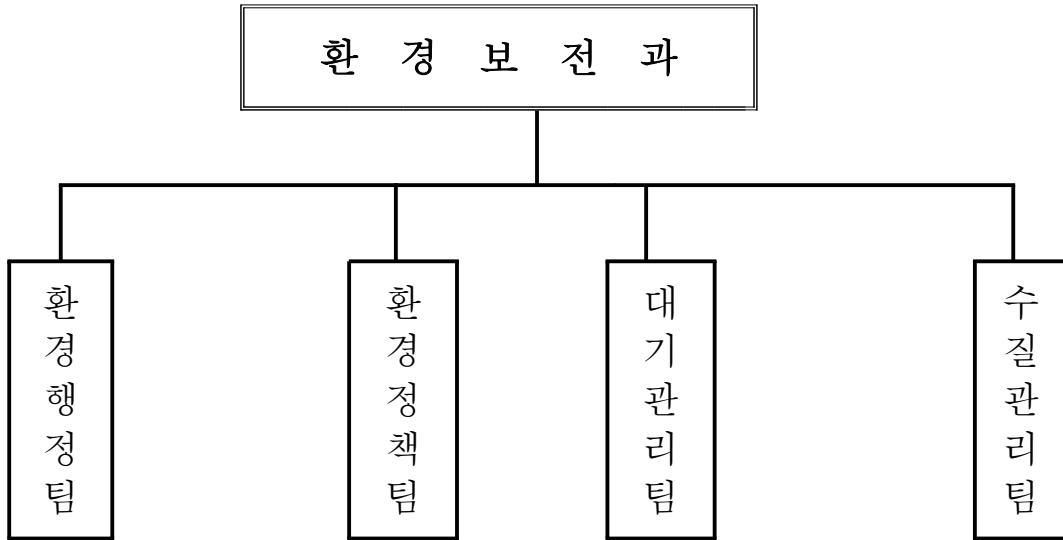 환 경 보 전 과
환경행정팀
환경정책팀
대기관리팀
수질관리팀